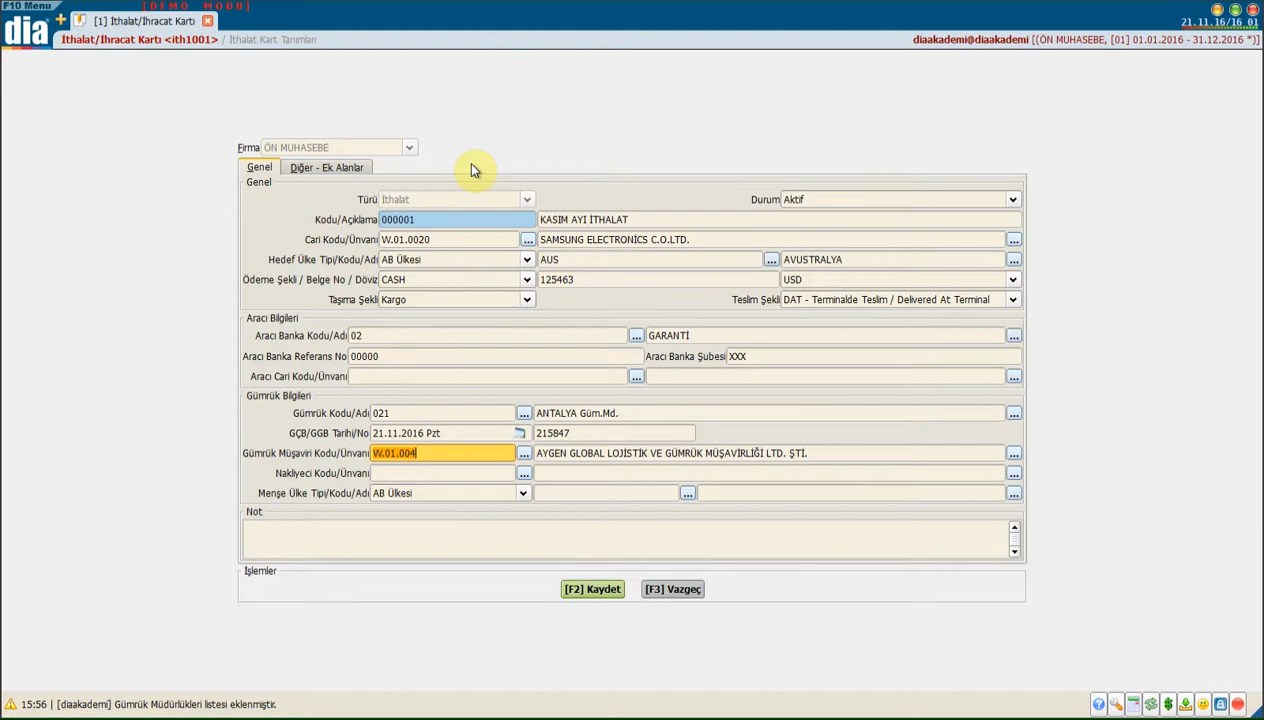 F10 Menu [ D E M O  M O D U ]
dia [1] İthalat/İhracat Kartı 21.11.16/16 01
İthalat/İhracat Kartı <ith1001> / İthalat Kart Tanımları diaakademi@diaakademi [(ÖN MUHASEBE, [01] 01.01.2016 - 31.12.2016 *)]
Firma ÖN MUHASEBE
Genel Diğer - Ek Alanlar
Genel
Türü İthalat Durum Aktif
Kodu/Açıklama 000001 KASIM AYI İTHALAT
Cari Kodu/Ünvanı W.01.0020 ... SAMSUNG ELECTRONİCS C.O.LTD. ...
Hedef Ülke Tipi/Kodu/Adı AB Ülkesi AUS ... AVUSTRALYA ...
Ödeme Şekli / Belge No / Döviz CASH 125463 USD
Taşıma Şekli Kargo Teslim Şekli DAT - Terminalde Teslim / Delivered At Terminal
Aracı Bilgileri
Aracı Banka Kodu/Adı 02 ... GARANTİ ...
Aracı Banka Referans No 00000 Aracı Banka Şubesi XXX
Aracı Cari Kodu/Ünvanı ... ...
Gümrük Bilgileri
Gümrük Kodu/Adı 021 ... ANTALYA Güm.Md. ...
GÇB/GGB Tarihi/No 21.11.2016 Pzt 215847
Gümrük Müşaviri Kodu/Ünvanı W.01.004 ... AYGEN GLOBAL LOJİSTİK VE GÜMRÜK MÜŞAVİRLİĞİ LTD. ŞTİ. ...
Nakliyeci Kodu/Ünvanı ... ...
Menşe Ülke Tipi/Kodu/Adı AB Ülkesi ... ...
Not
İşlemler
[F2] Kaydet [F3] Vazgeç
15:56 | [diaakademi] Gümrük Müdürlükleri listesi eklenmiştir.